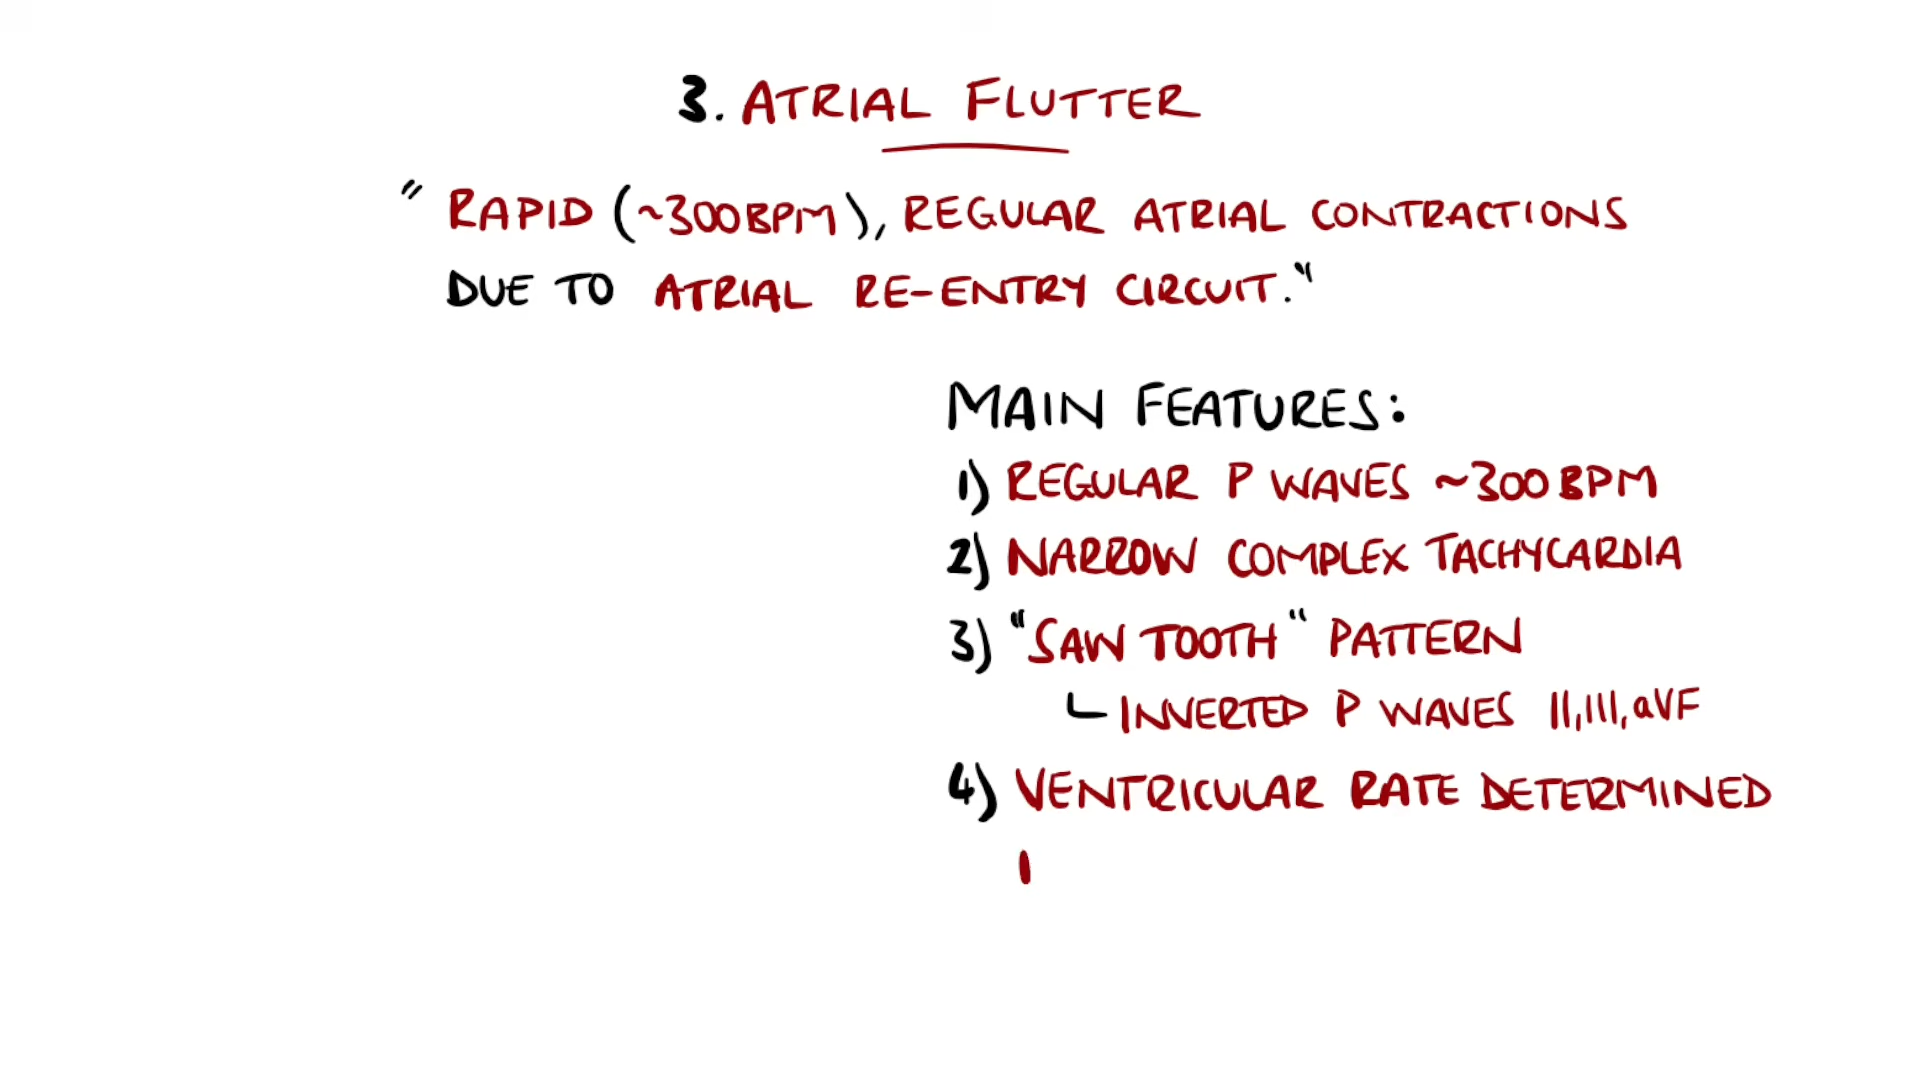 3. ATRIAL FLUTTER
" RAPID (~300BPM), REGULAR ATRIAL CONTRACTIONS
DUE TO ATRIAL RE-ENTRY CIRCUIT."
MAIN FEATURES:
1) REGULAR P WAVES ~300 BPM
2) NARROW COMPLEX TACHYCARDIA
3) "SAW TOOTH" PATTERN
INVERTED P WAVES II, III, aVF
4) VENTRICULAR RATE DETERMINED